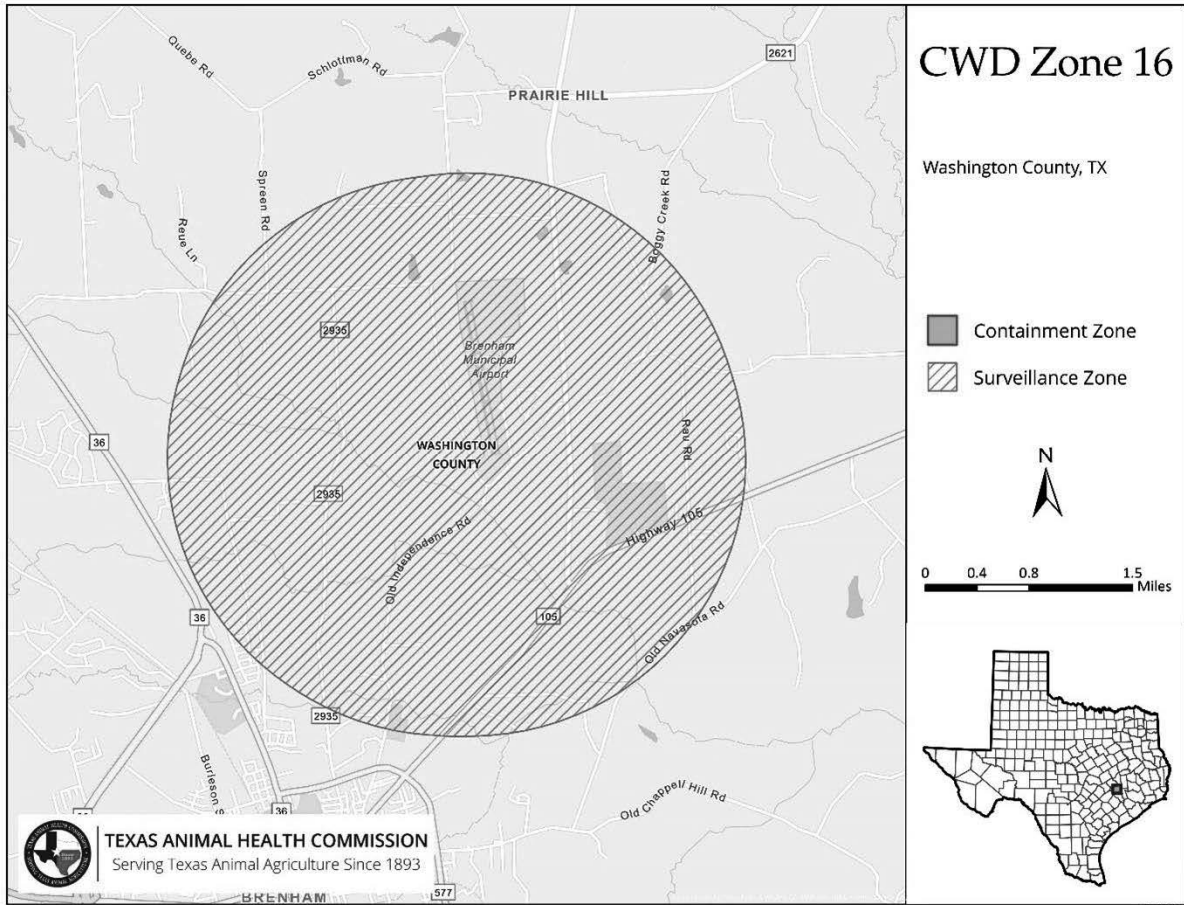 CWD Zone 16
Washington County, TX
Containment Zone
Surveillance Zone
N
0 0.4 0.8 1.5
Miles
Quebe Rd
Schlottman Rd
2621
PRAIRIE HILL
Spreen Rd
Boggy Creek Rd
Reue Ln
2935
Brenham
Municipal
Airport
36
WASHINGTON
COUNTY
Rau Rd
2935
Highway 105
Old Independence Rd
36
105
Old Navasota Rd
2935
Burleson S
36
Old Chappel Hill Rd
577
BRENHAM
TEXAS ANIMAL HEALTH COMMISSION
Serving Texas Animal Agriculture Since 1893